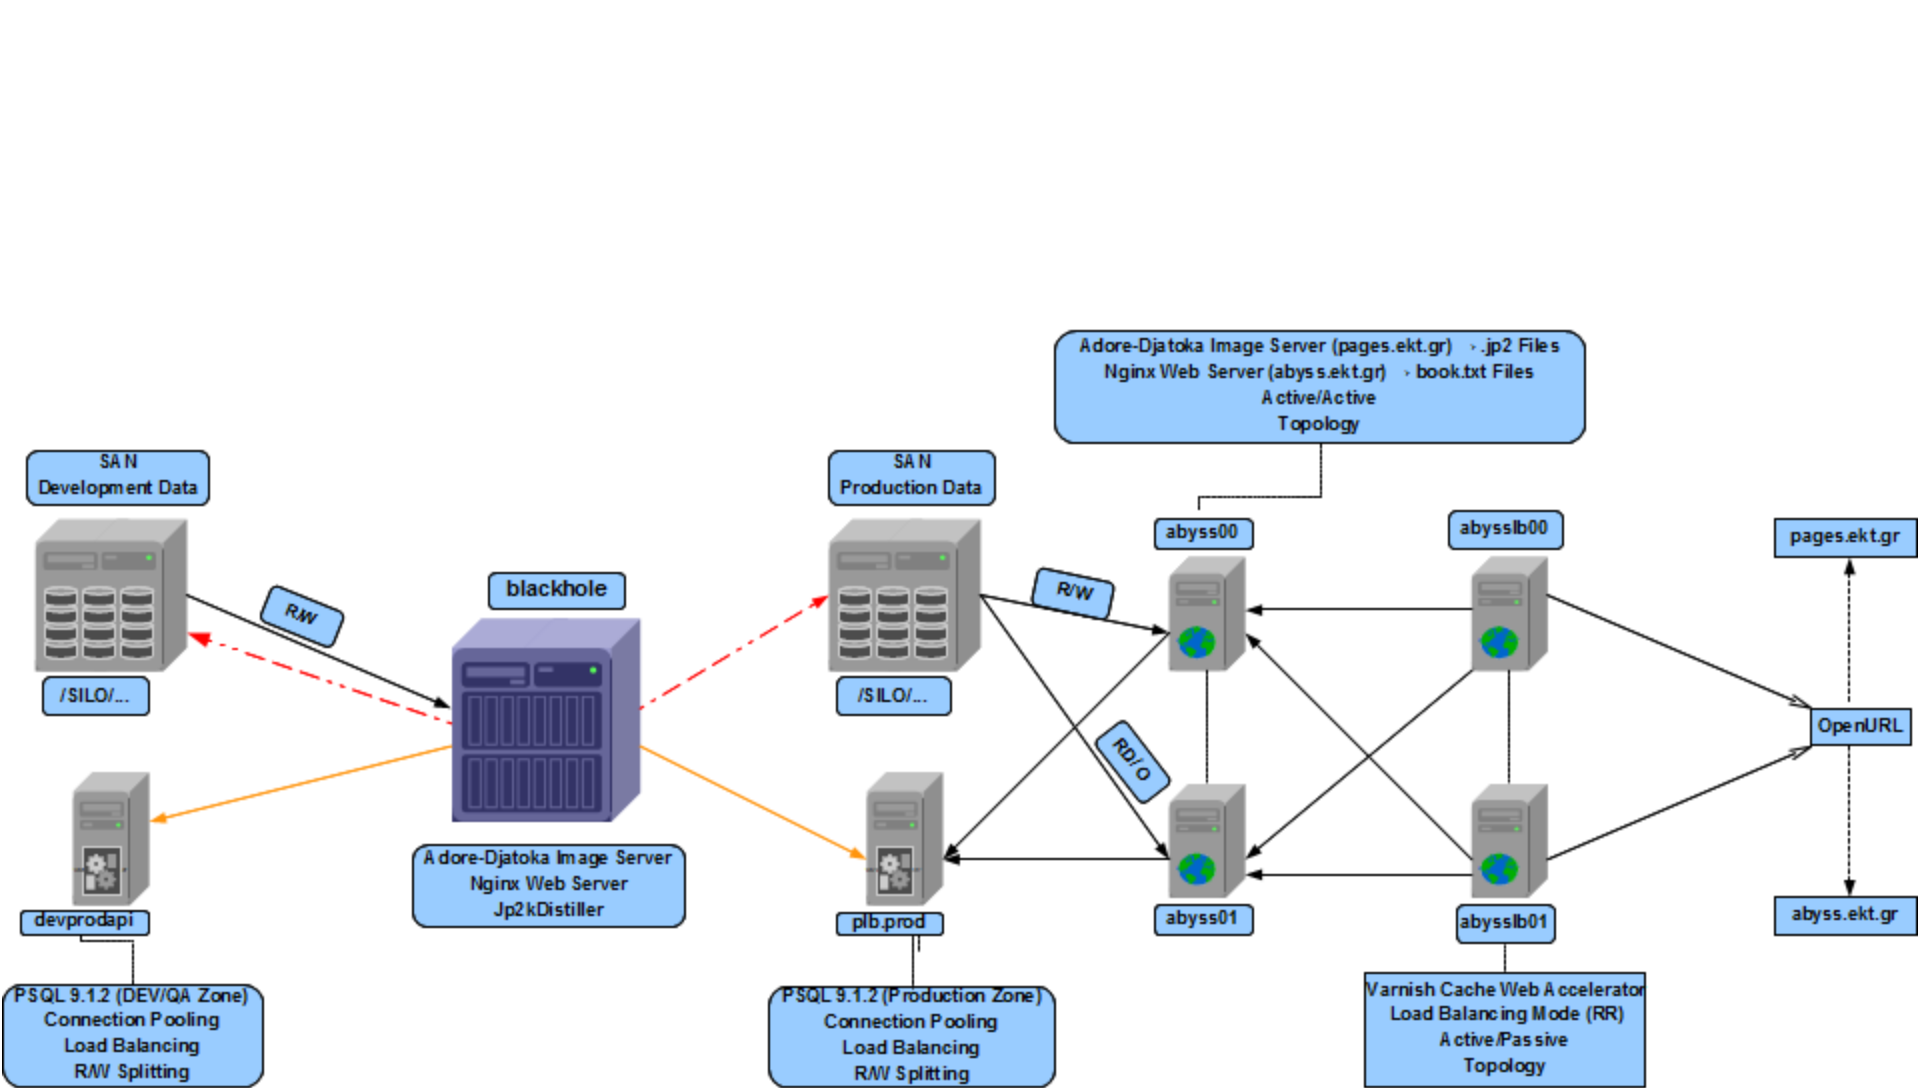 Adore-Djatoka Image Server (pages.ekt.gr) > .jp2 Files
Nginx Web Server (abyss.ekt.gr) > book.txt Files
Active/Active
Topology
SAN
Development Data
SAN
Production Data
abyss00
abysslb00
pages.ekt.gr
R/W
R/W
blackhole
/SILO/...
/SILO/...
OpenURL
RD/O
Adore-Djatoka Image Server
Nginx Web Server
Jp2kDistiller
devprodapi
plb.prod
abyss01
abysslb01
abyss.ekt.gr
PSQL 9.1.2 (DEV/QA Zone)
Connection Pooling
Load Balancing
R/W Splitting
PSQL 9.1.2 (Production Zone)
Connection Pooling
Load Balancing
R/W Splitting
Varnish Cache Web Accelerator
Load Balancing Mode (RR)
Active/Passive
Topology